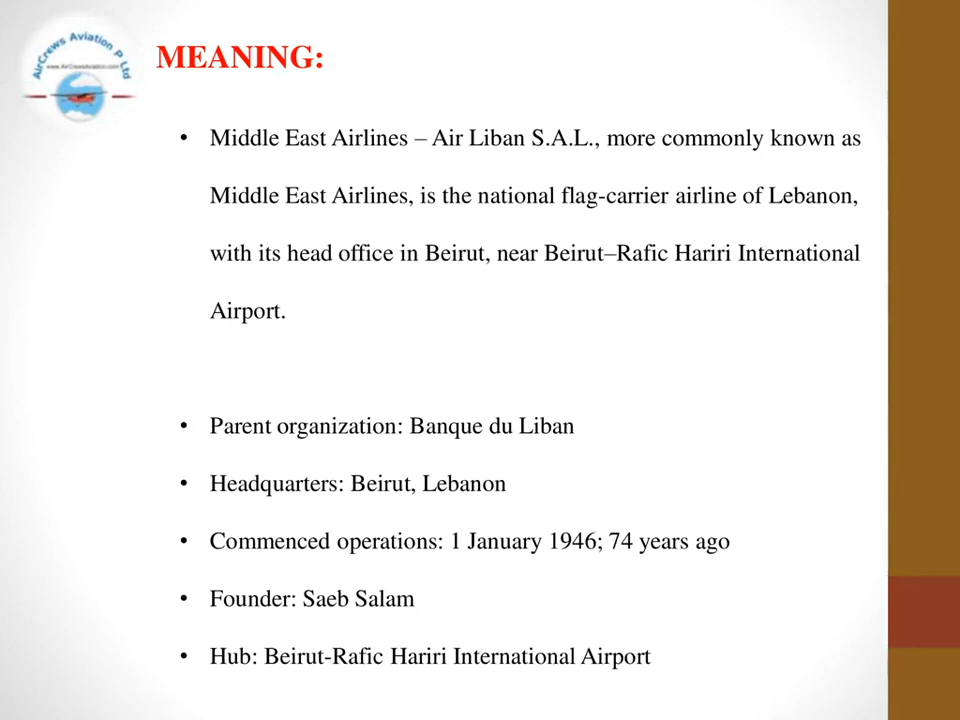 AirCrews Aviation P Ltd
www.AirCrewsAviation.com
MEANING:
• Middle East Airlines – Air Liban S.A.L., more commonly known as
Middle East Airlines, is the national flag-carrier airline of Lebanon,
with its head office in Beirut, near Beirut–Rafic Hariri International
Airport.
• Parent organization: Banque du Liban
• Headquarters: Beirut, Lebanon
• Commenced operations: 1 January 1946; 74 years ago
• Founder: Saeb Salam
• Hub: Beirut-Rafic Hariri International Airport